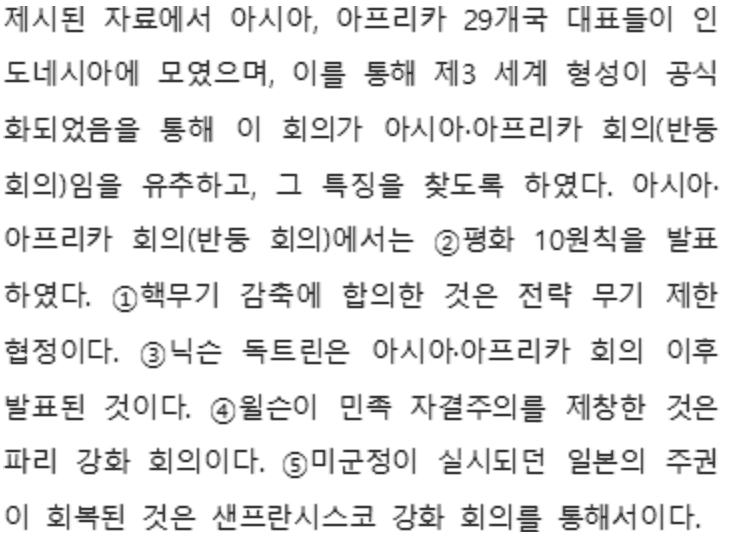 제시된 자료에서 아시아, 아프리카 29개국 대표들이 인
도네시아에 모였으며, 이를 통해 제3 세계 형성이 공식
화되었음을 통해 이 회의가 아시아·아프리카 회의(반둥
회의)임을 유추하고, 그 특징을 찾도록 하였다. 아시아·
아프리카 회의(반둥 회의)에서는 ②평화 10원칙을 발표
하였다. ①핵무기 감축에 합의한 것은 전략 무기 제한
협정이다. ③닉슨 독트린은 아시아·아프리카 회의 이후
발표된 것이다. ④윌슨이 민족 자결주의를 제창한 것은
파리 강화 회의이다. ⑤미군정이 실시되던 일본의 주권
이 회복된 것은 샌프란시스코 강화 회의를 통해서이다.